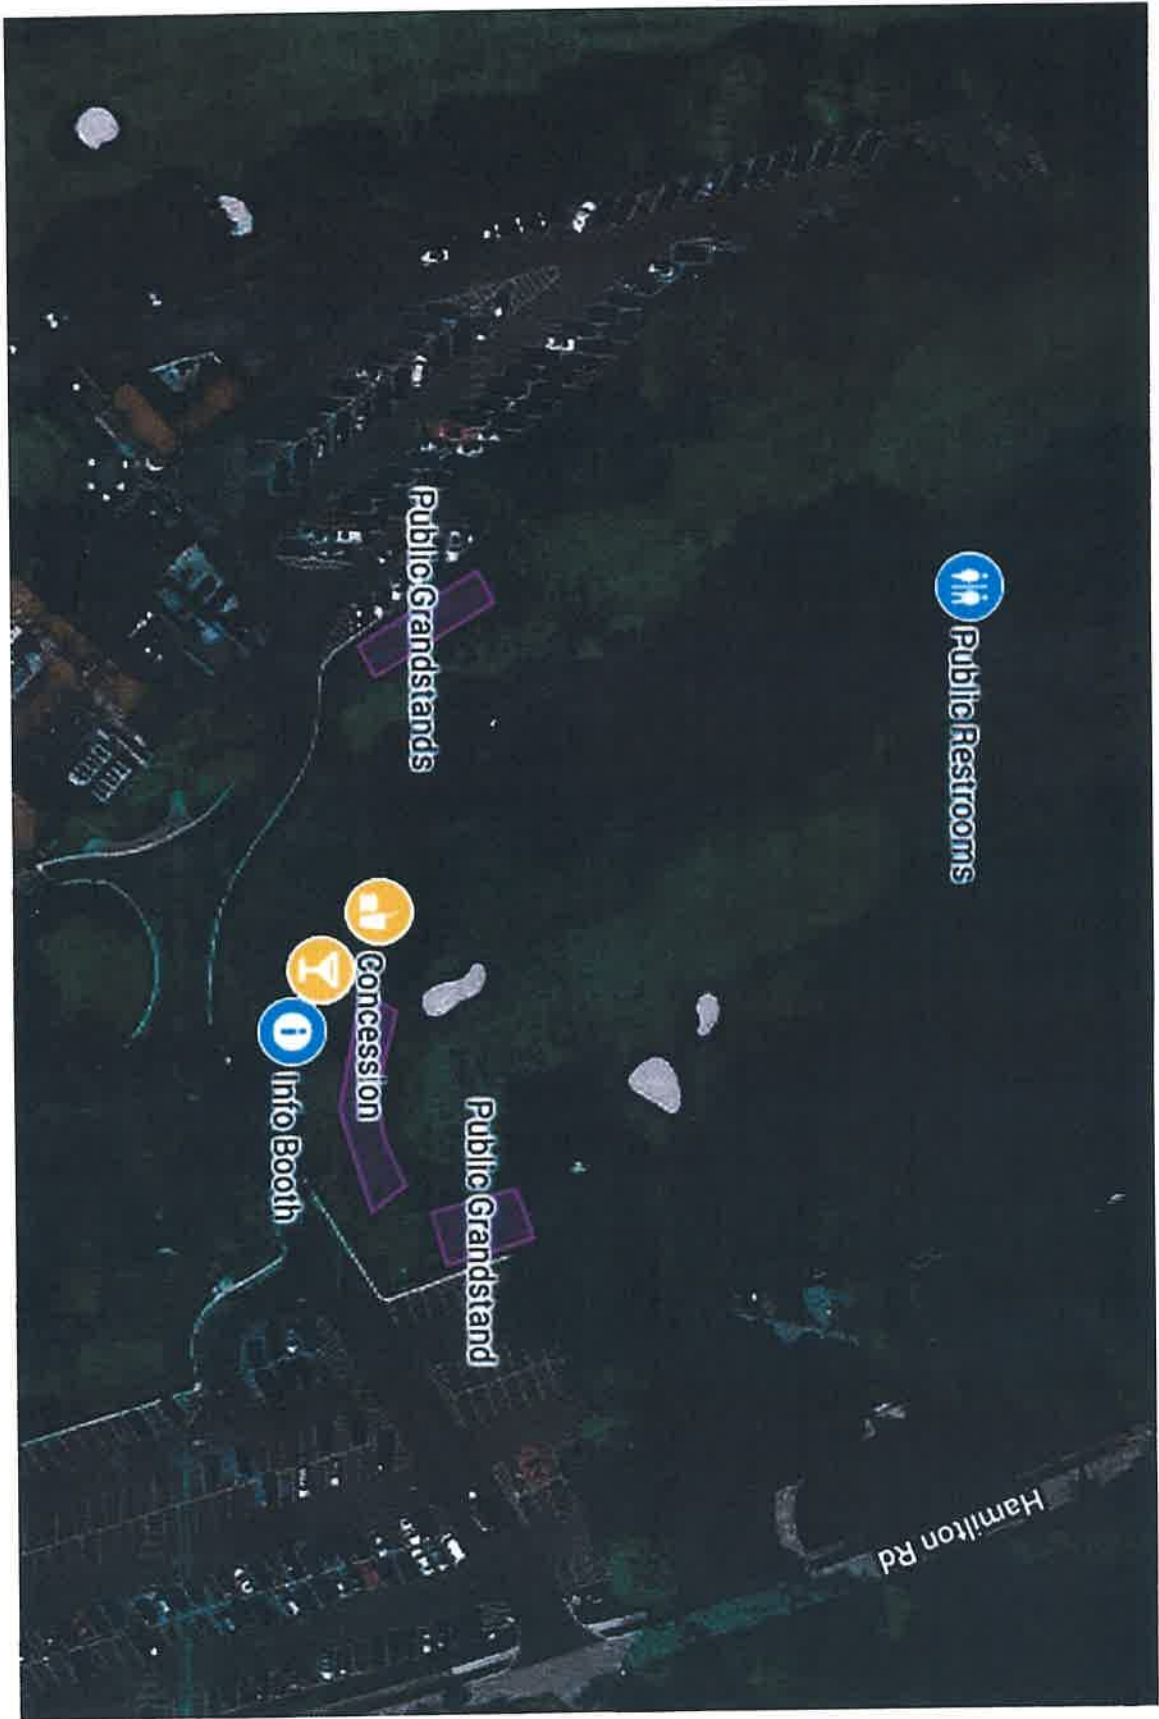 Public Restrooms
Public Grandstands
Concession
Public Grandstand
Info Booth
Hamilton Rd